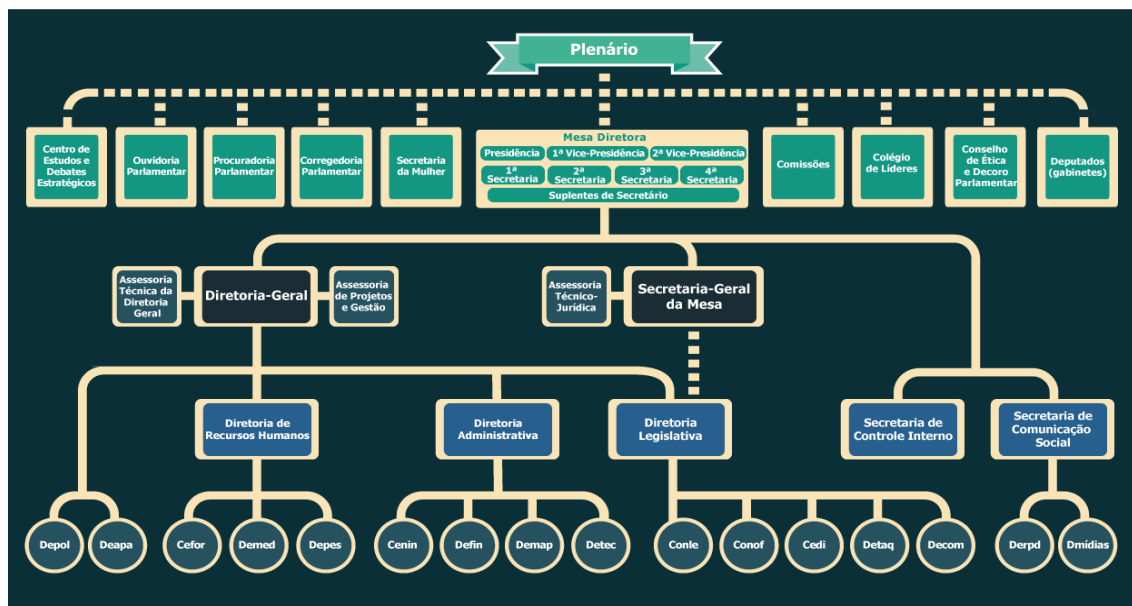 Plenário
Centro de
Estudos e
Debates
Estratégicos
Ouvidoria
Parlamentar
Procuradoria
Parlamentar
Corregedoria
Parlamentar
Secretaria
da Mulher
Mesa Diretora
Presidência
1ª Vice-Presidência
2ª Vice-Presidência
1ª
Secretaria
2ª
Secretaria
3ª
Secretaria
4ª
Secretaria
Suplentes de Secretário
Comissões
Colégio
de Líderes
Conselho
de Ética
e Decoro
Parlamentar
Deputados
(gabinetes)
Assessoria
Técnica da
Diretoria
Geral
Diretoria-Geral
Assessoria
de Projetos
e Gestão
Assessoria
Técnico-
Jurídica
Secretaria-Geral
da Mesa
Diretoria de
Recursos Humanos
Diretoria
Administrativa
Diretoria
Legislativa
Secretaria de
Controle Interno
Secretaria de
Comunicação
Social
Depol
Deapa
Cefor
Demed
Depes
Cenin
Defin
Demap
Detec
Conle
Conof
Cedi
Detaq
Decom
Derpd
Dmídias